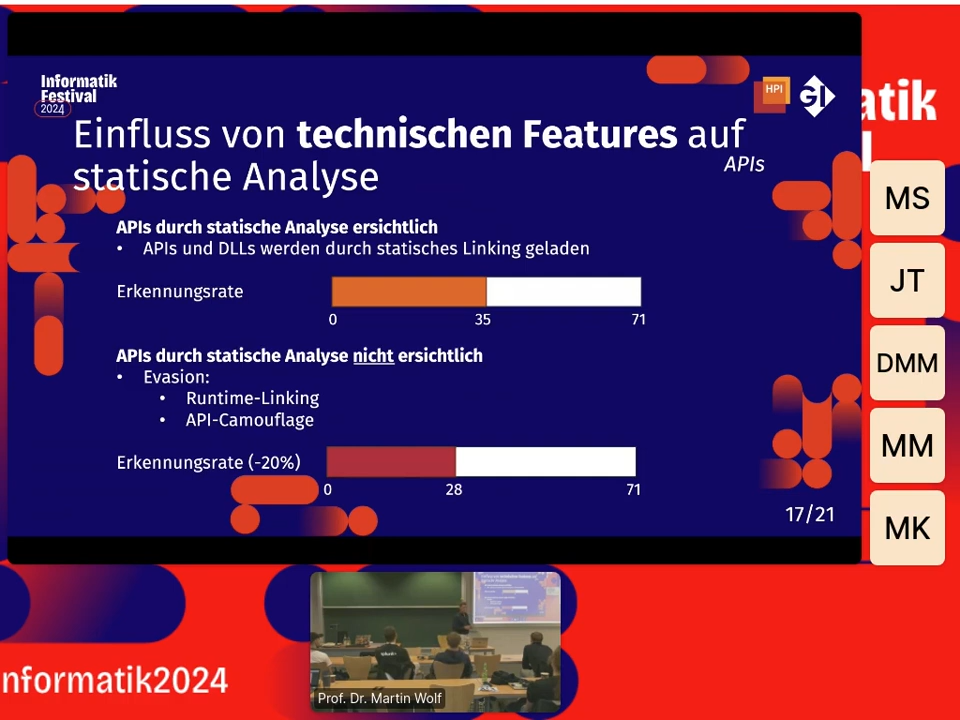 Informatik
Festival
2024
HPI
GI
atik
Einfluss von technischen Features auf
statische Analyse
APIs
APIs durch statische Analyse ersichtlich
• APIs und DLLs werden durch statisches Linking geladen
Erkennungsrate
0 35 71
APIs durch statische Analyse nicht ersichtlich
• Evasion:
• Runtime-Linking
• API-Camouflage
Erkennungsrate (-20%)
0 28 71
17/21
MS
JT
DMM
MM
MK
nformatik2024
Prof. Dr. Martin Wolf